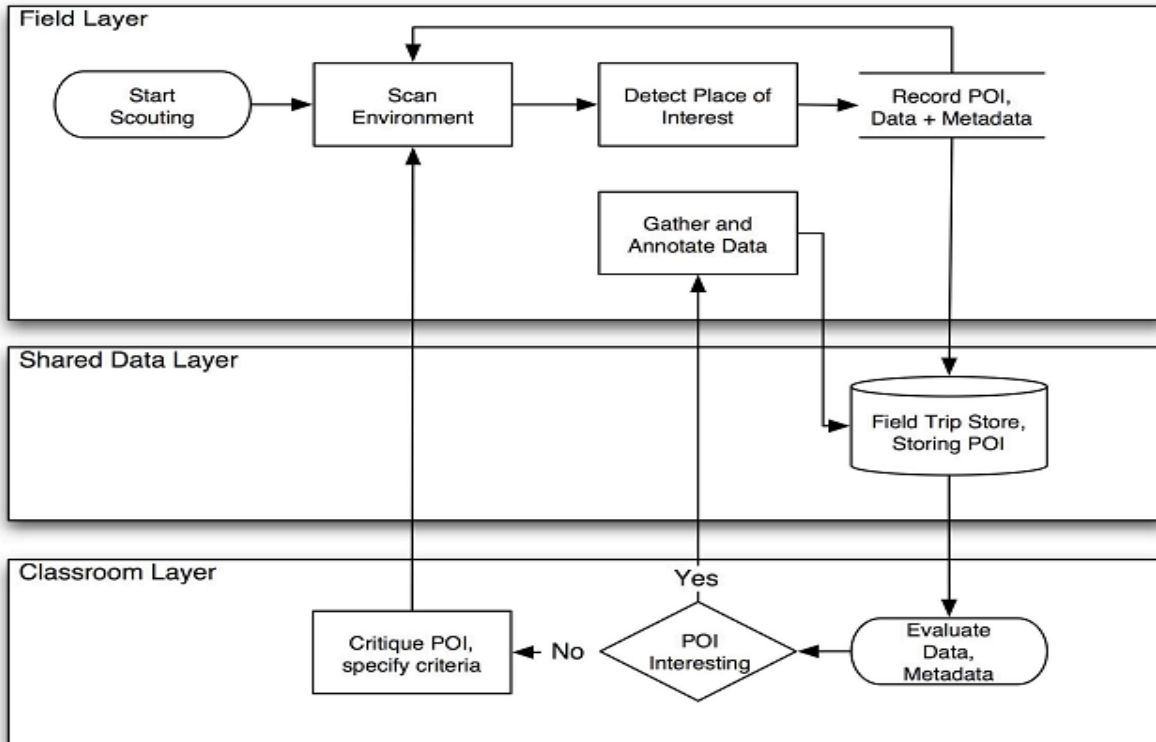 Field Layer
Start
Scouting
Scan
Environment
Detect Place of
Interest
Record POI,
Data + Metadata
Gather and
Annotate Data
Shared Data Layer
Field Trip Store,
Storing POI
Classroom Layer
Yes
Critique POI,
specify criteria
No
POI
Interesting
Evaluate
Data,
Metadata